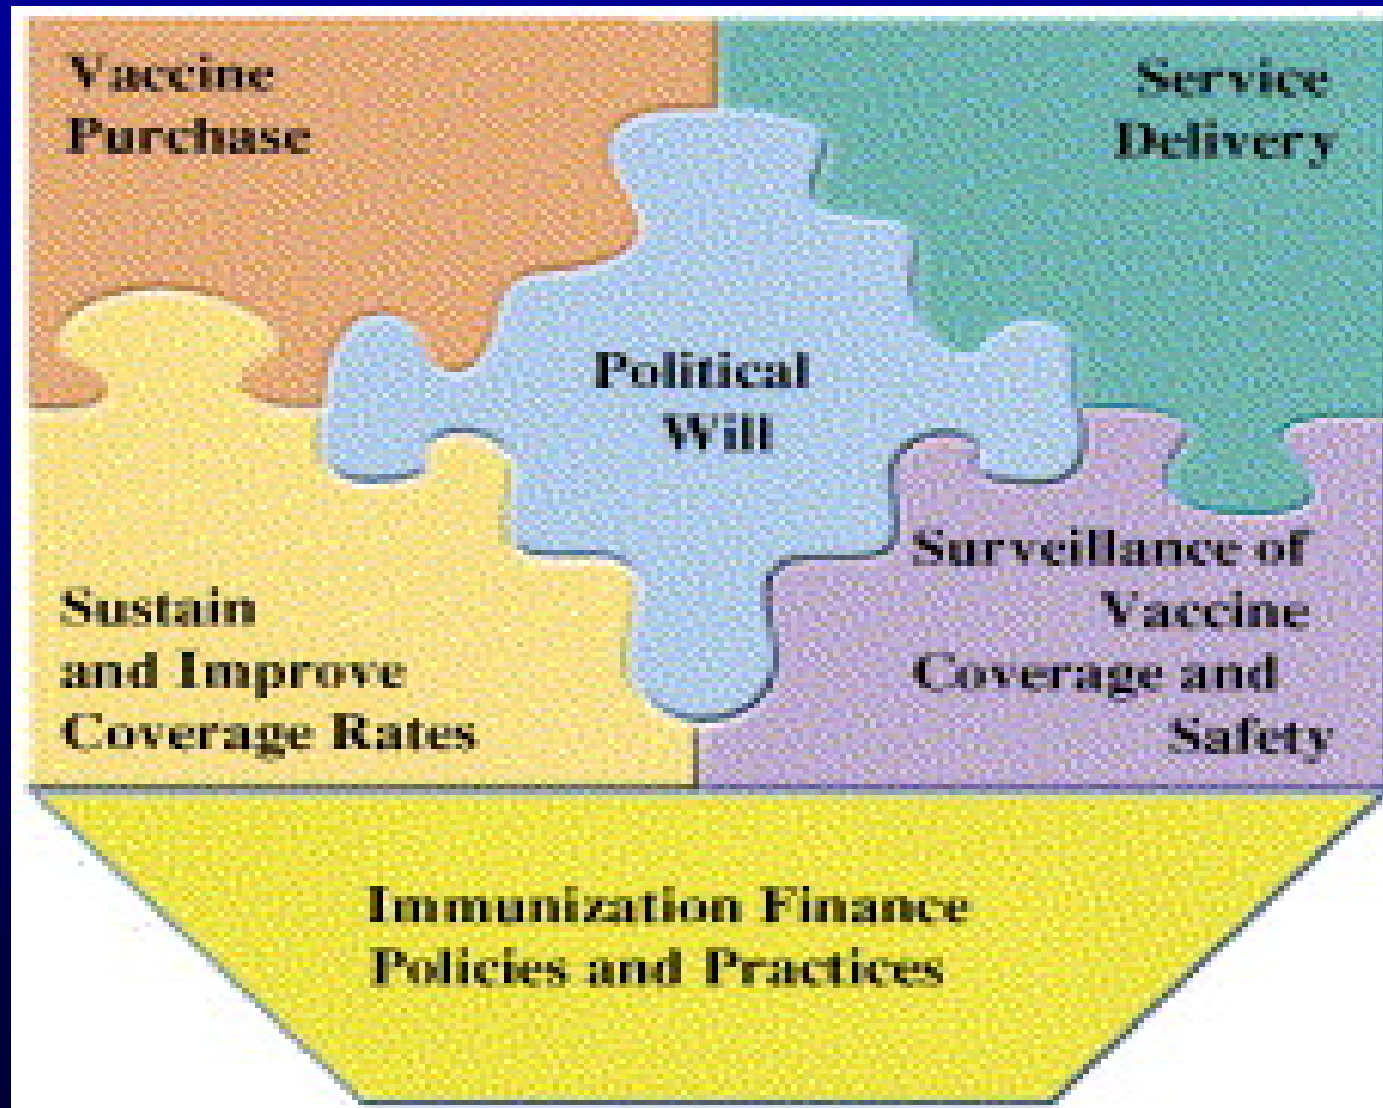 Vaccine
Purchase
Service
Delivery
Political
Will
Sustain
and Improve
Coverage Rates
Surveillance of
Vaccine
Coverage and
Safety
Immunization Finance
Policies and Practices